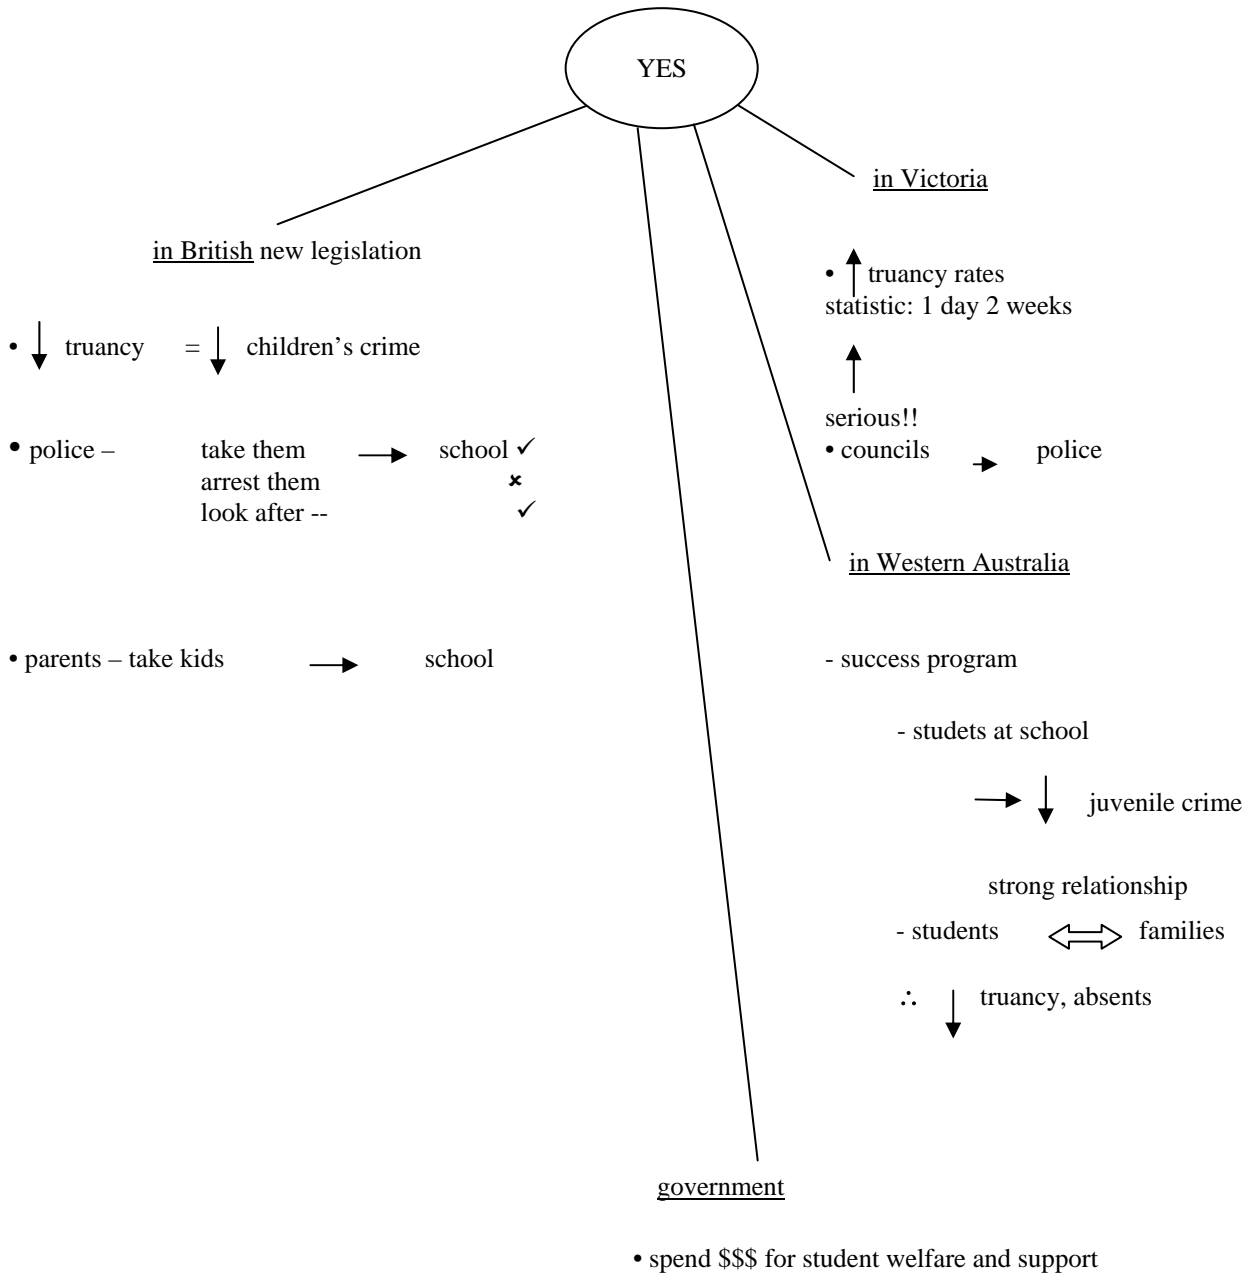 YES
in British new legislation
• ↓ truancy = ↓ children’s crime
• police – take them → school ✓
arrest them ✗
look after -- ✓
• parents – take kids → school
in Victoria
• ↑ truancy rates
statistic: 1 day 2 weeks
↑
serious!!
• councils → police
in Western Australia
- success program
- studets at school
→ ↓ juvenile crime
strong relationship
- students ⇔ families
∴ ↓ truancy, absents
government
• spend $$$ for student welfare and support